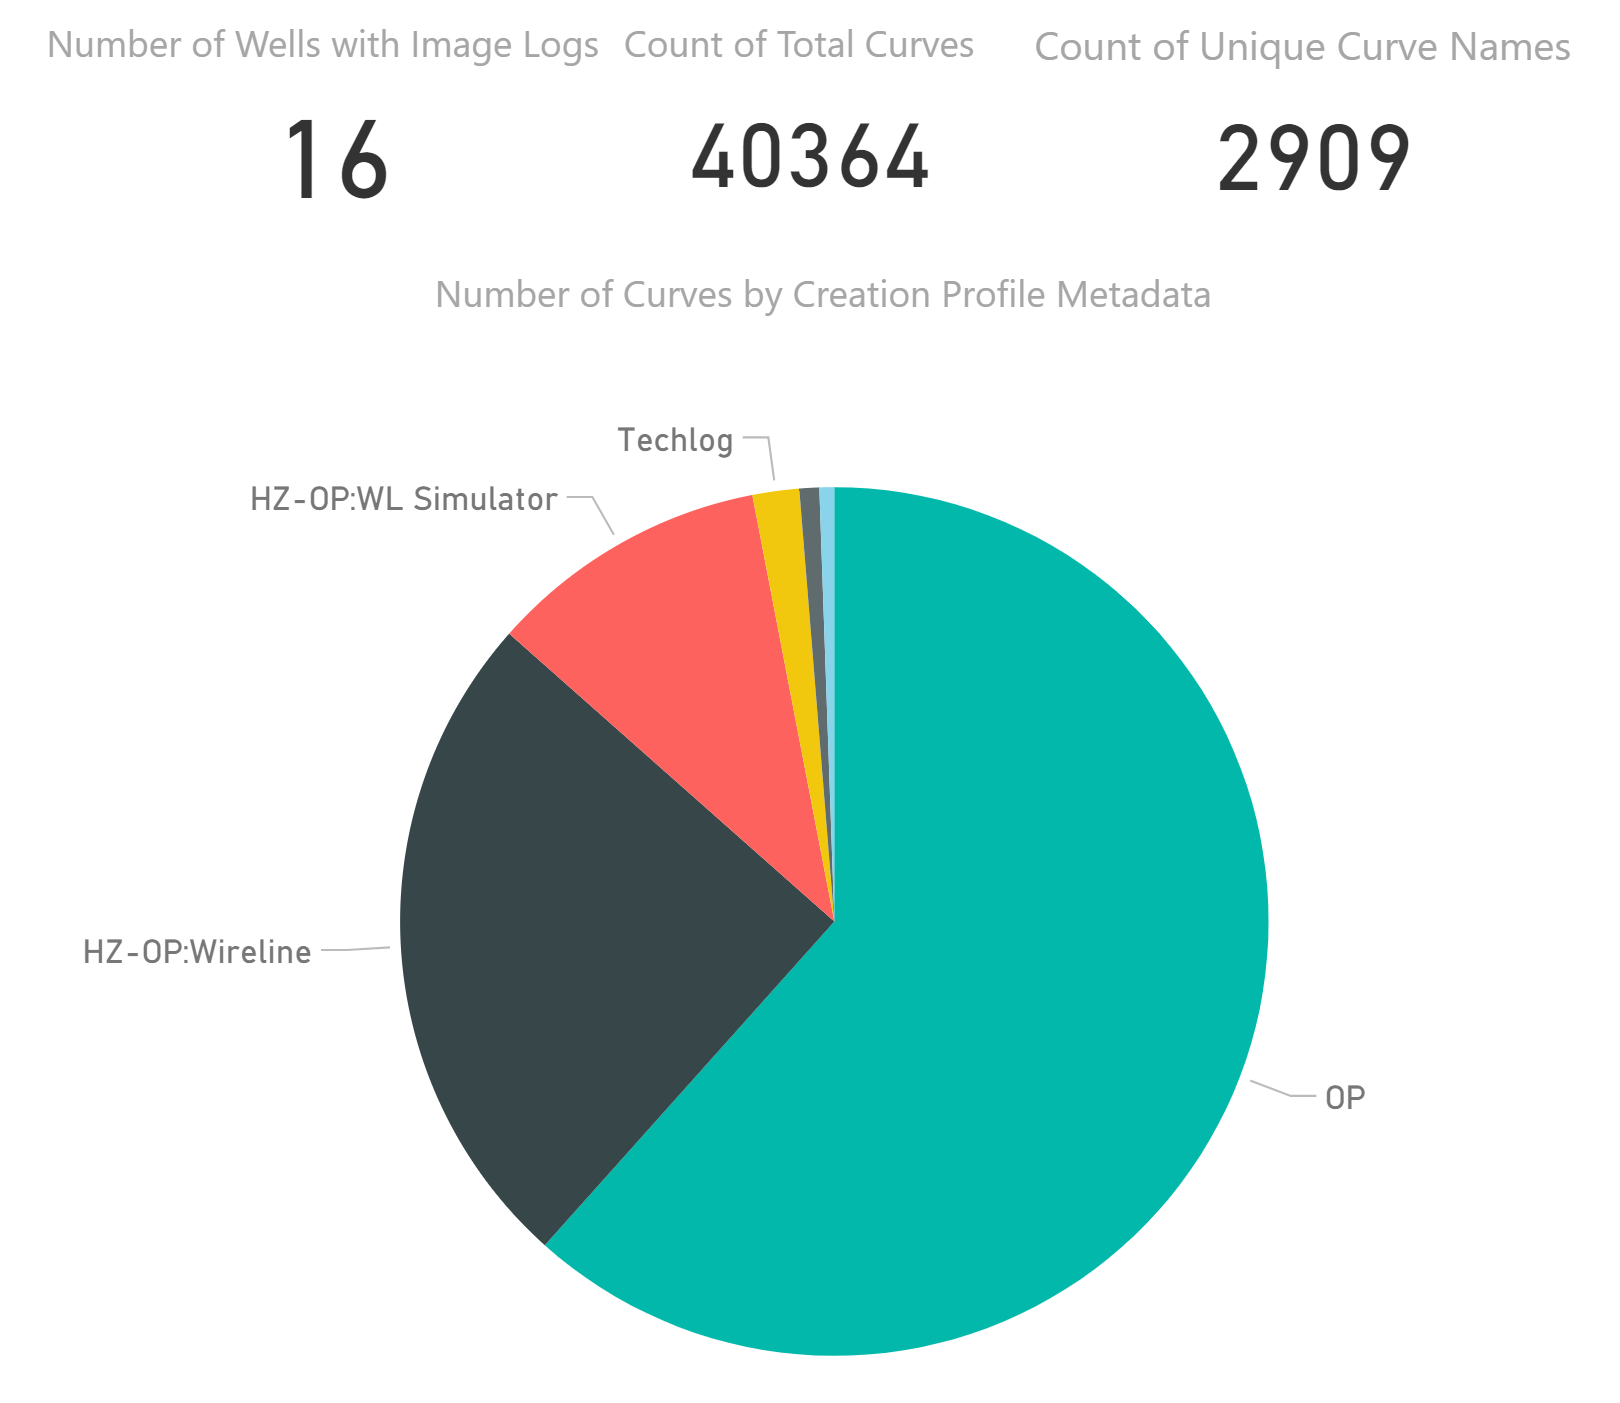 Number of Wells with Image Logs
Count of Total Curves
Count of Unique Curve Names
16
40364
2909
Number of Curves by Creation Profile Metadata
Techlog
HZ-OP:WL Simulator
HZ-OP:Wireline
OP